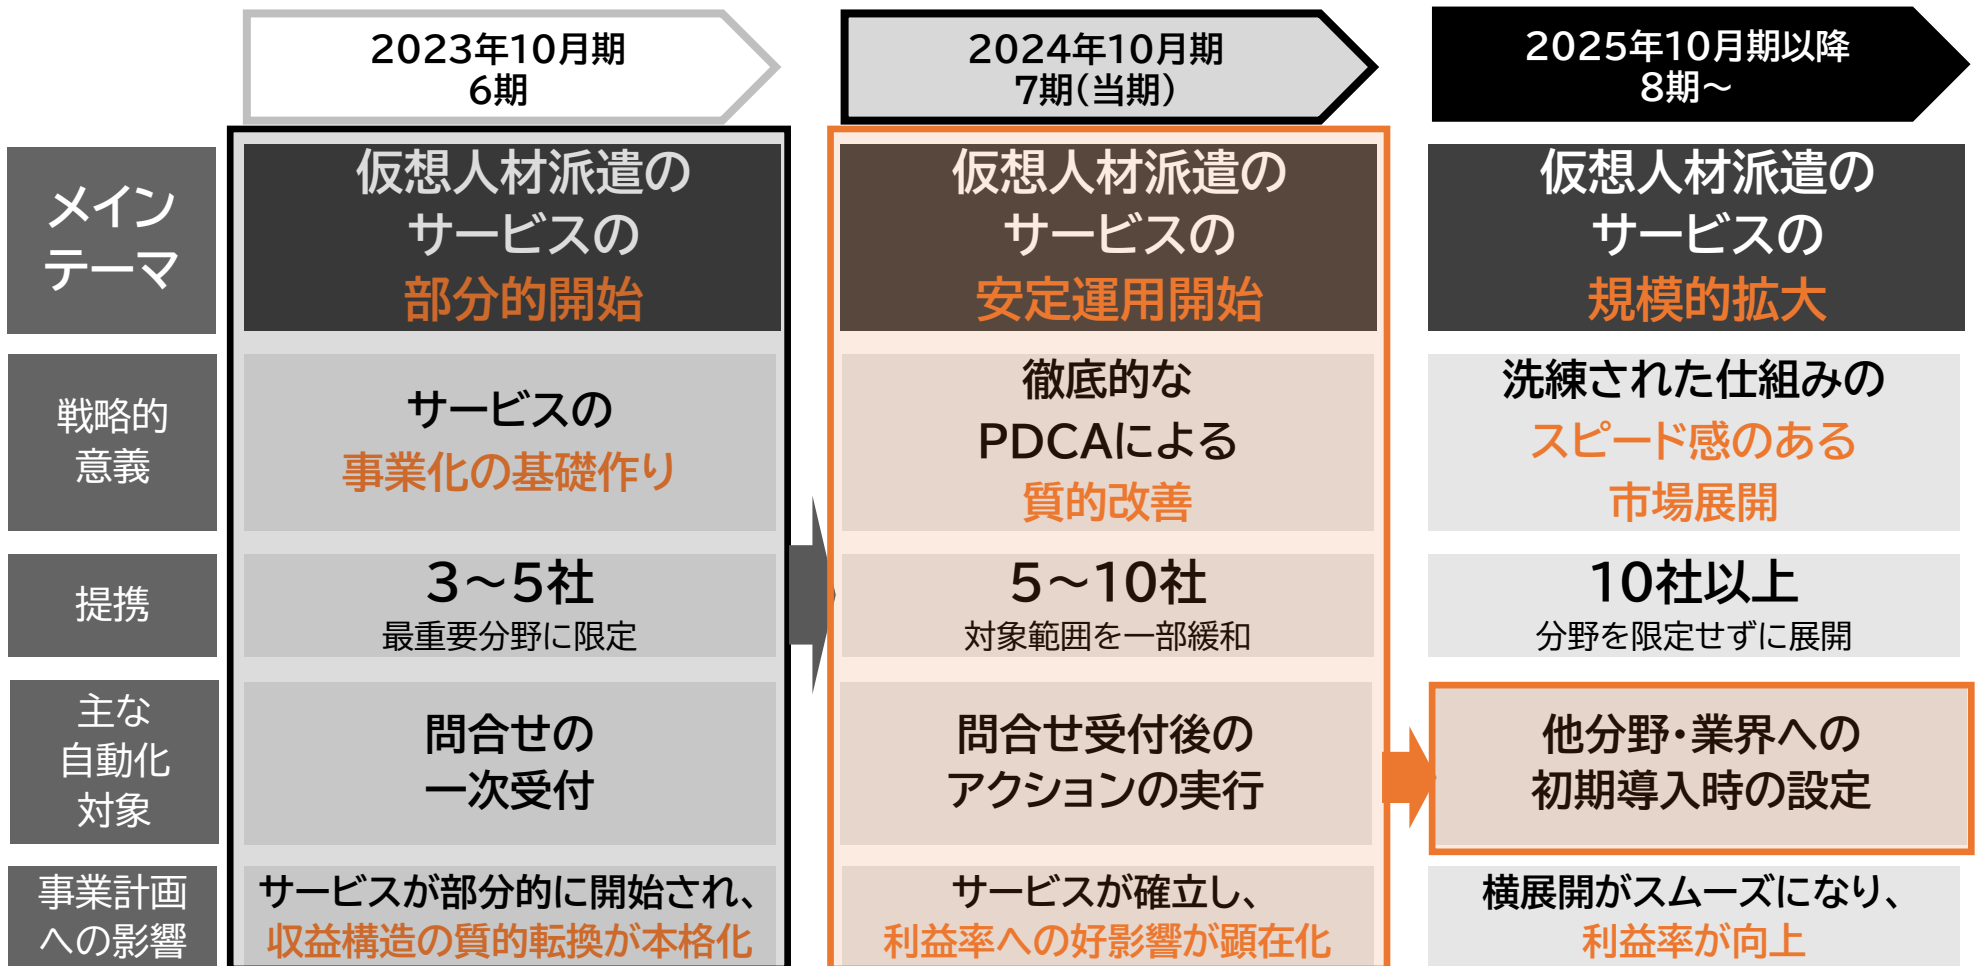 2023年10月期
6期
2024年10月期
7期(当期)
2025年10月期以降
8期～
メイン
テーマ
仮想人材派遣の
サービスの
部分的開始
仮想人材派遣の
サービスの
安定運用開始
仮想人材派遣の
サービスの
規模的拡大
戦略的
意義
サービスの
事業化の基礎作り
徹底的な
PDCAによる
質的改善
洗練された仕組みの
スピード感のある
市場展開
提携
3～5社
最重要分野に限定
5～10社
対象範囲を一部緩和
10社以上
分野を限定せずに展開
主な
自動化
対象
問合せの
一次受付
問合せ受付後の
アクションの実行
他分野・業界への
初期導入時の設定
事業計画
への影響
サービスが部分的に開始され、
収益構造の質的転換が本格化
サービスが確立し、
利益率への好影響が顕在化
横展開がスムーズになり、
利益率が向上